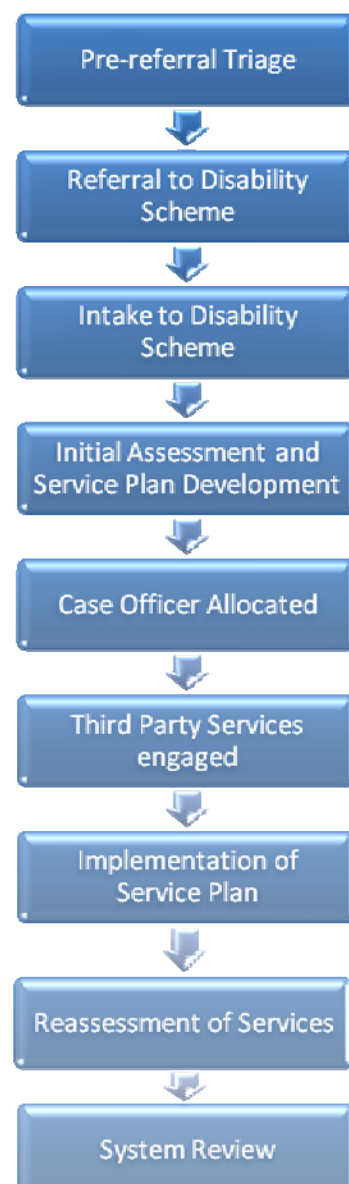 Pre-referral Triage
Referral to Disability
Scheme
Intake to Disability
Scheme
Initial Assessment and
Service Plan Development
Case Officer Allocated
Third Party Services
engaged
Implementation of
Service Plan
Reassessment of Services
System Review